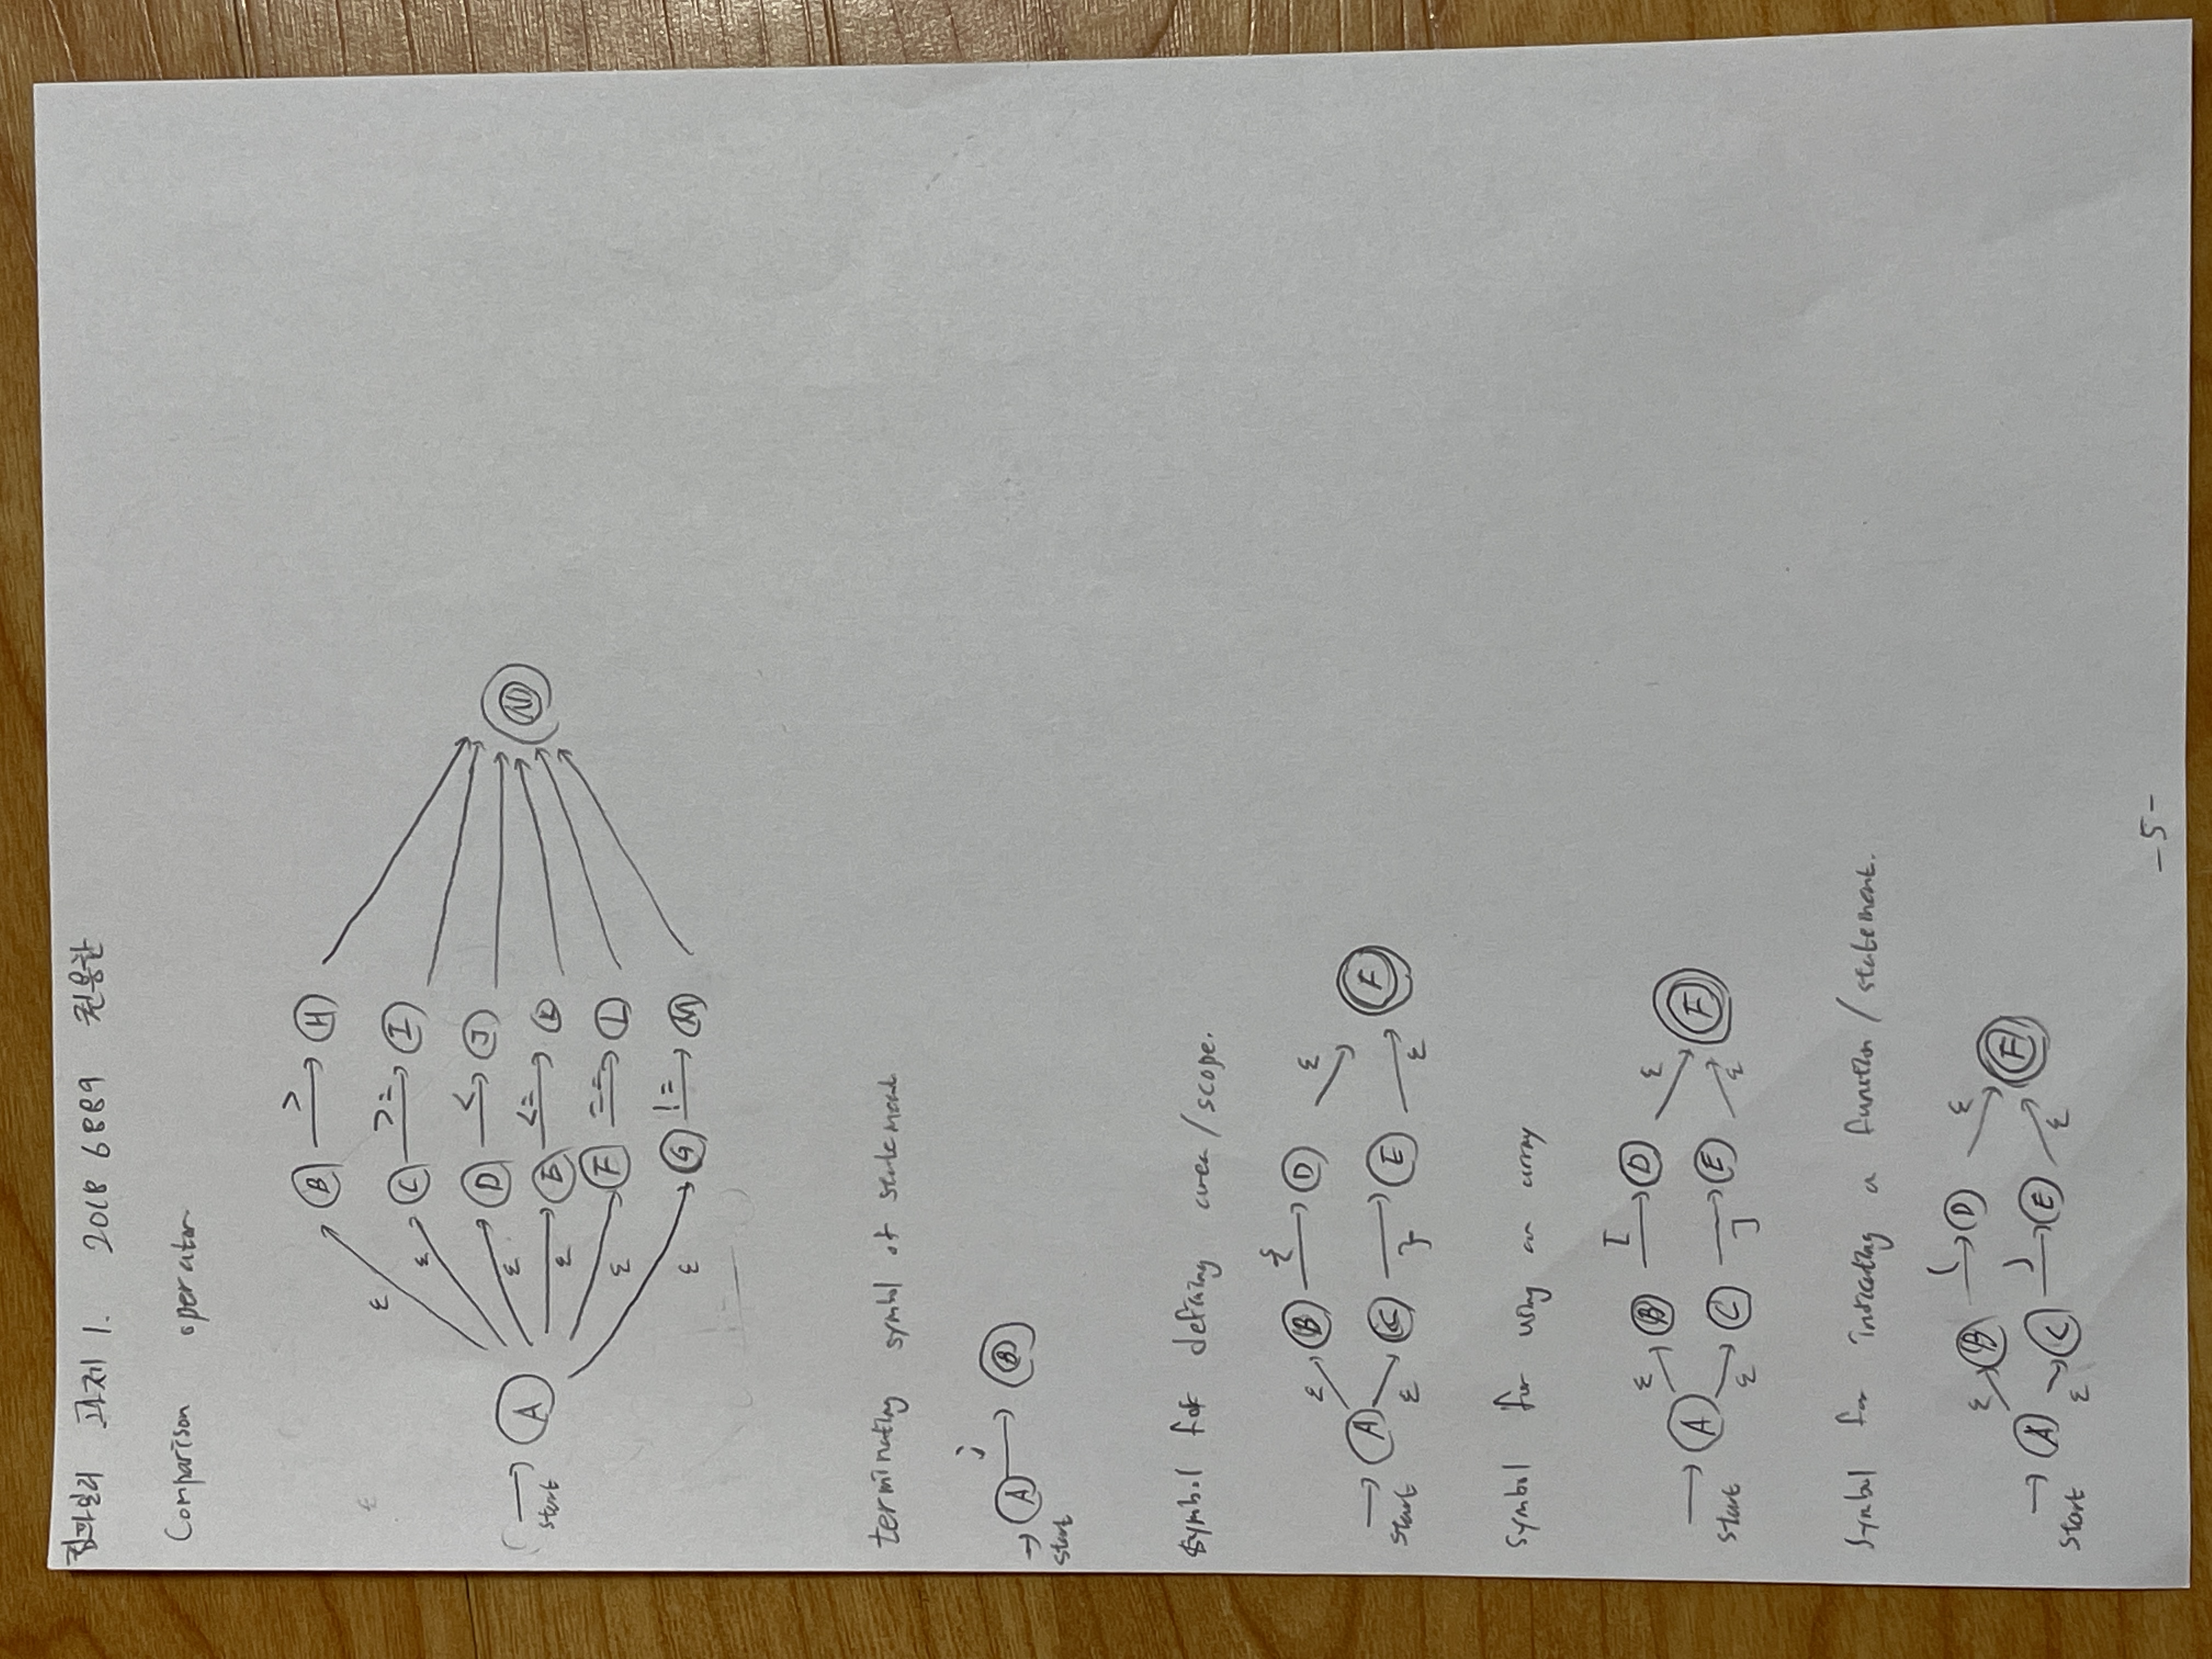 컴파일러 과제 1. 2018 6889 권용한
Comparison operator
B > H
ε
C >= I
ε
D < J
ε
start A E <= K N
ε
F == L
ε
G != M
ε
terminating symbol of statement
;
A B
start
symbol for defining area/scope.
ε B { D ε
A F
start ε C } E ε
symbol for using an array
ε B [ D ε
A F
start ε C ] E ε
symbol for indicating a function/statement.
ε B ( D ε
A F
start ε C ) E ε
-5-